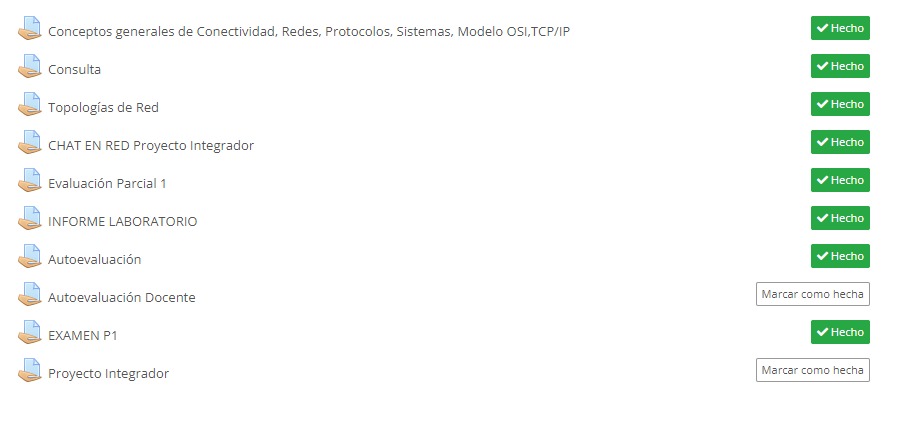 Conceptos generales de Conectividad, Redes, Protocolos, Sistemas, Modelo OSI,TCP/IP Hecho
Consulta Hecho
Topologías de Red Hecho
CHAT EN RED Proyecto Integrador Hecho
Evaluación Parcial 1 Hecho
INFORME LABORATORIO Hecho
Autoevaluación Hecho
Autoevaluación Docente Marcar como hecha
EXAMEN P1 Hecho
Proyecto Integrador Marcar como hecha